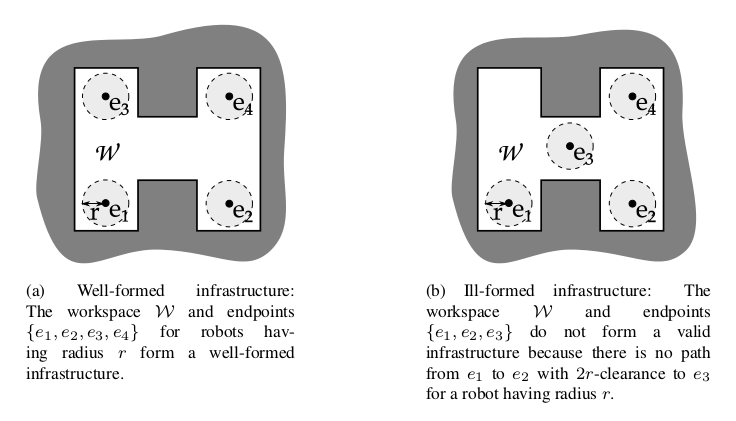 e3
e4
W
r
e1
e2
e4
W
e3
r
e1
e2
(a) Well-formed infrastructure:
The workspace W and endpoints
{e1, e2, e3, e4} for robots hav-
ing radius r form a well-formed
infrastructure.
(b) Ill-formed infrastructure: The
workspace W and endpoints
{e1, e2, e3} do not form a valid
infrastructure because there is no path
from e1 to e2 with 2r-clearance to e3
for a robot having radius r.